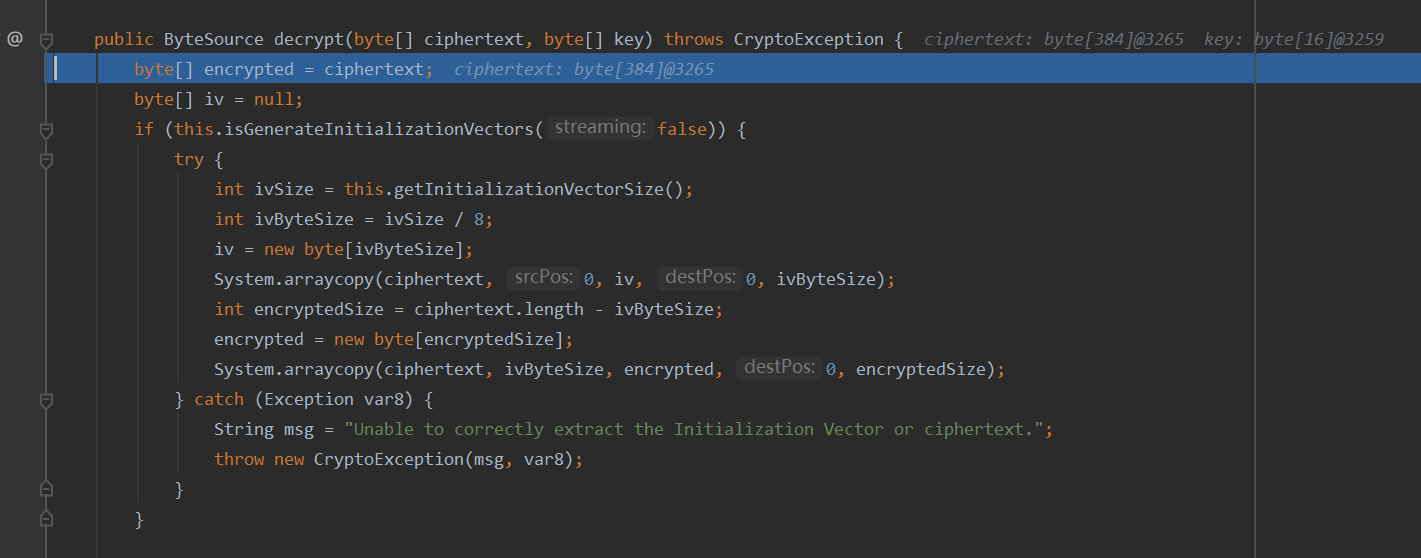 @ public ByteSource decrypt(byte[] ciphertext, byte[] key) throws CryptoException { ciphertext: byte[384]@3265 key: byte[16]@3259
byte[] encrypted = ciphertext; ciphertext: byte[384]@3265
byte[] iv = null;
if (this.isGenerateInitializationVectors( streaming: false)) {
try {
int ivSize = this.getInitializationVectorSize();
int ivByteSize = ivSize / 8;
iv = new byte[ivByteSize];
System.arraycopy(ciphertext, srcPos: 0, iv, destPos: 0, ivByteSize);
int encryptedSize = ciphertext.length - ivByteSize;
encrypted = new byte[encryptedSize];
System.arraycopy(ciphertext, ivByteSize, encrypted, destPos: 0, encryptedSize);
} catch (Exception var8) {
String msg = "Unable to correctly extract the Initialization Vector or ciphertext.";
throw new CryptoException(msg, var8);
}
}